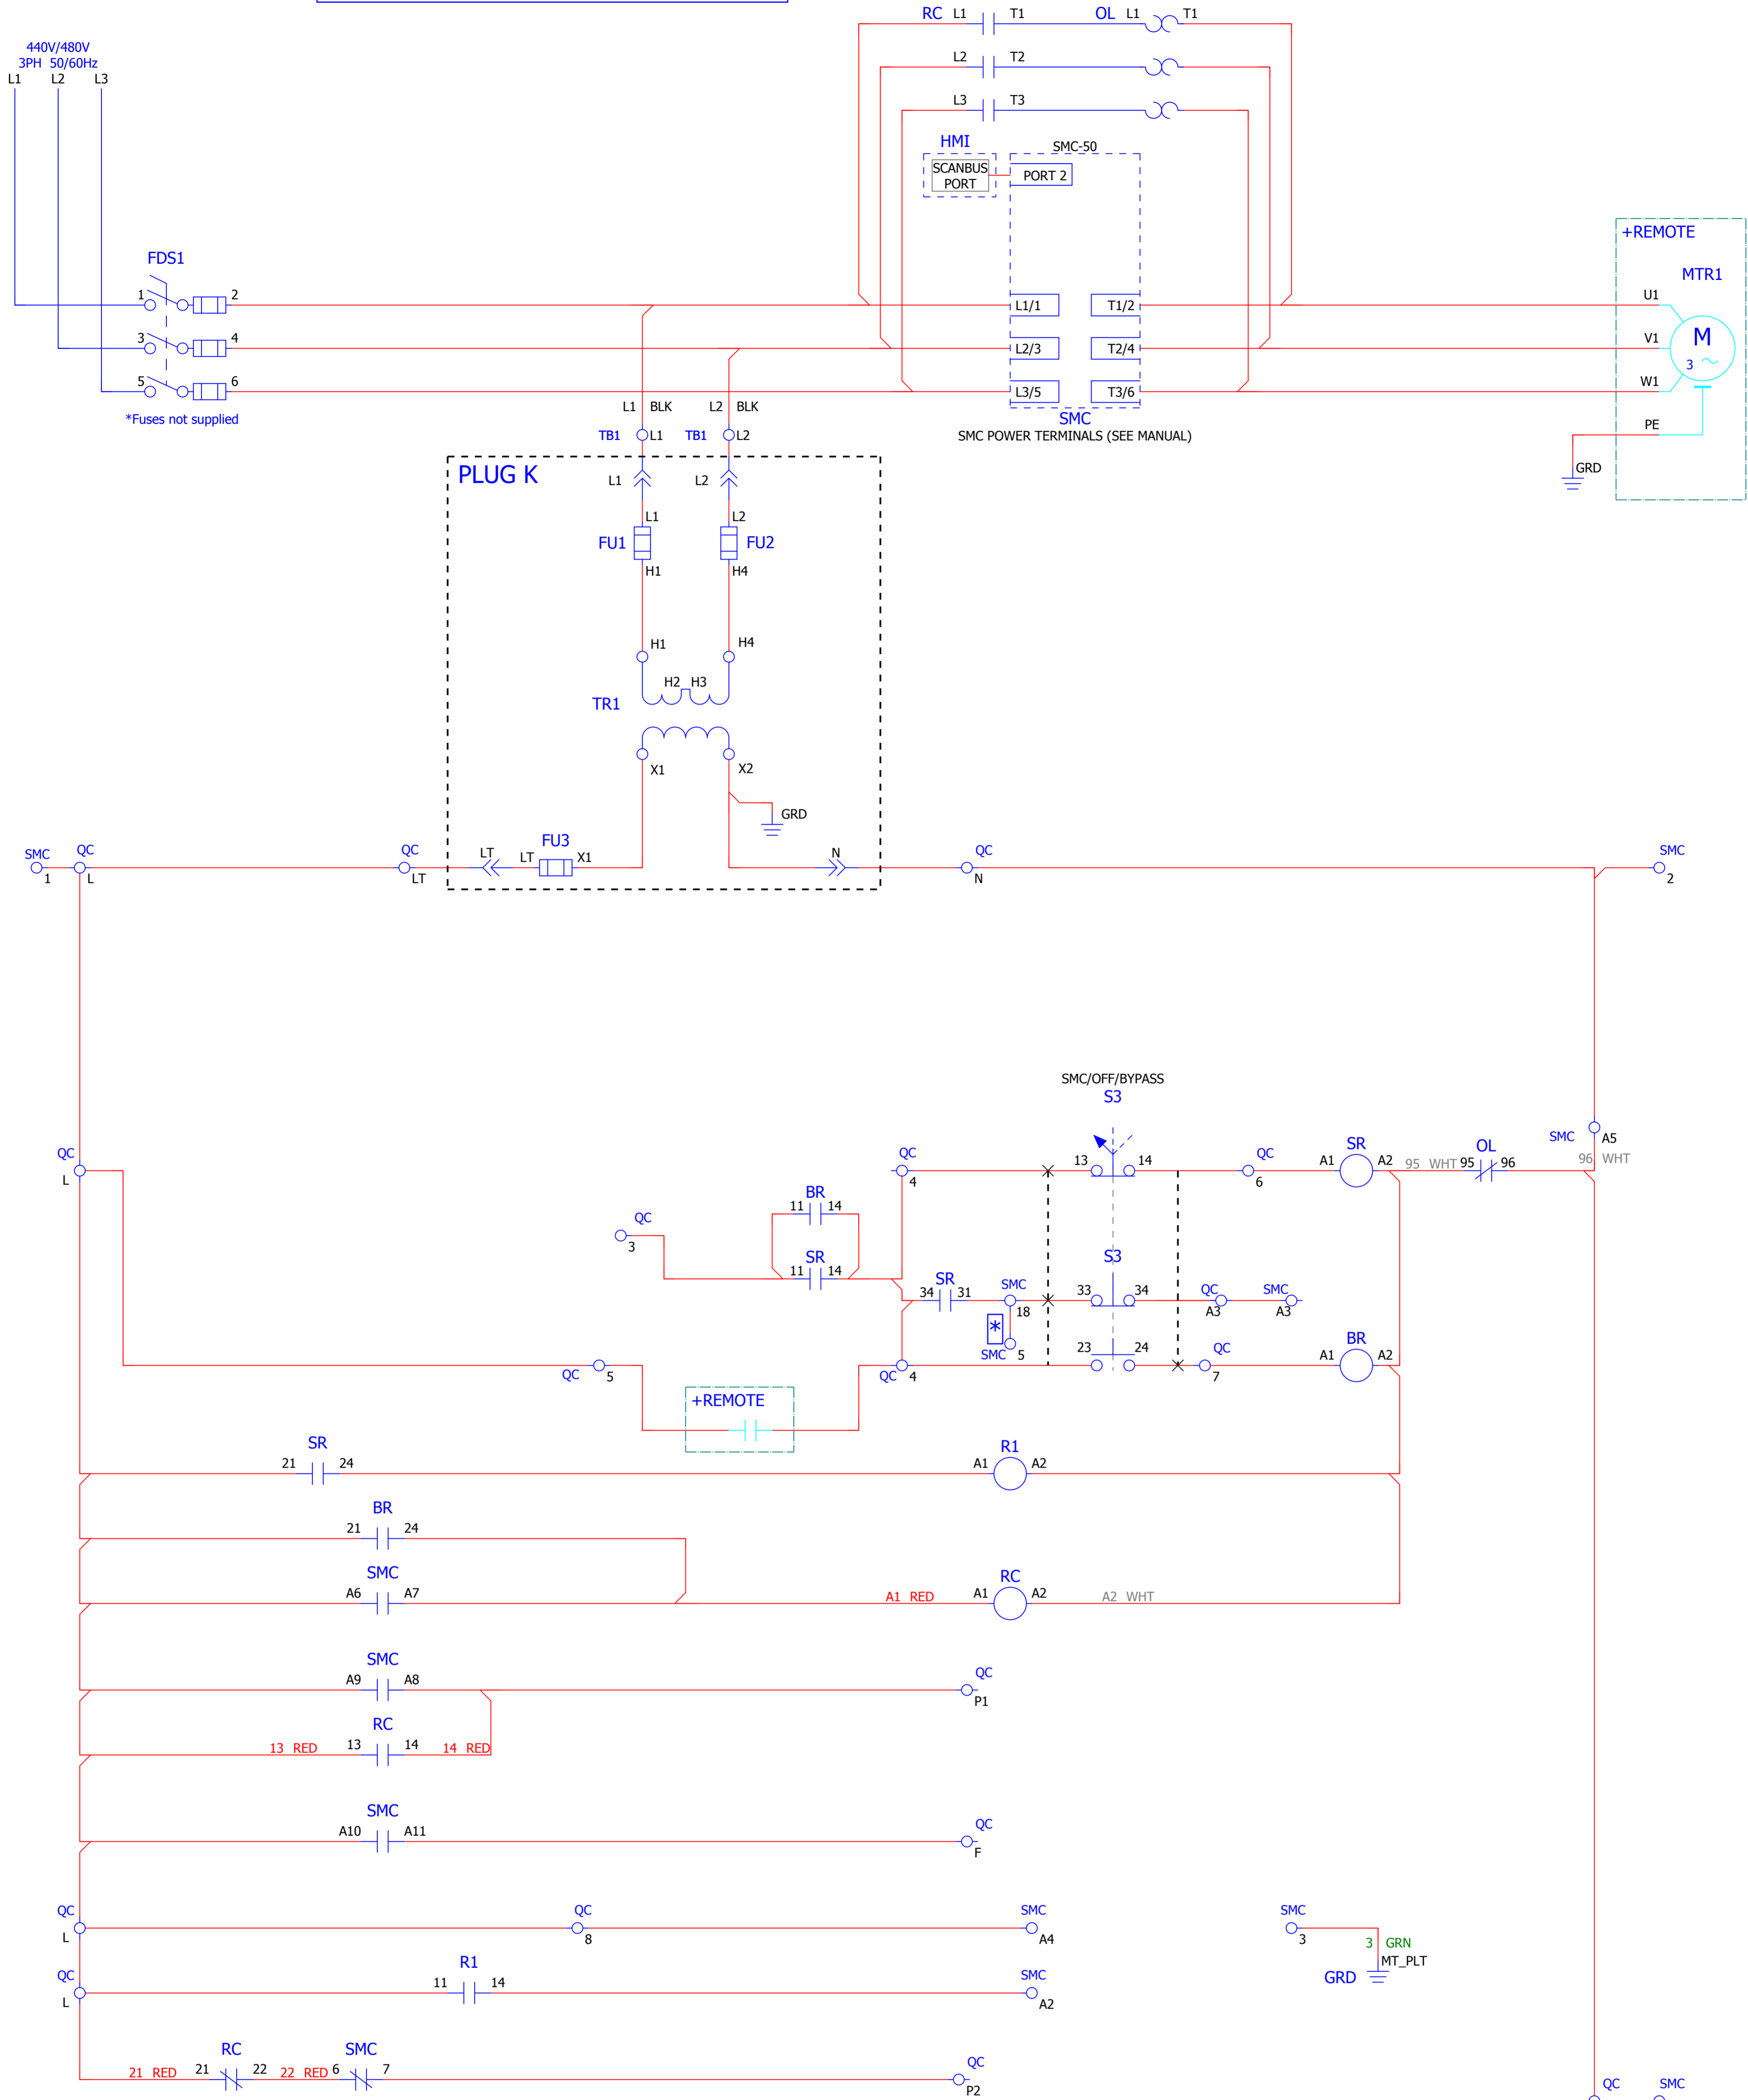 RC L1 T1 OL L1 T1
440V/480V
3PH 50/60Hz
L1 L2 L3
L2 T2
L3 T3
HMI
SMC-50
SCANBUS
PORT
PORT 2
+REMOTE
MTR1
FDS1
1 2
L1/1 T1/2
U1
3 4
L2/3 T2/4
V1
M
3
5 6
L3/5 T3/6
W1
*Fuses not supplied
L1 BLK L2 BLK
SMC
SMC POWER TERMINALS (SEE MANUAL)
PE
GRD
TB1 L1 TB1 L2
PLUG K
L1 L2
L1 L2
FU1 FU2
H1 H4
H1 H4
H2 H3
TR1
X1 X2
GRD
FU3
SMC QC QC LT LT X1 N QC SMC
1 L LT N 2
SMC/OFF/BYPASS
S3
SMC A5
QC QC 13 14 QC SR OL
A1 A2 95 WHT 95 96 96 WHT
L 4 6
BR
11 14
QC
3
SR
11 14
S3
SR
34 31 SMC 33 34 QC SMC
18 A3 A3
*
SMC 5
23 24 QC BR
A1 A2
QC 5 QC 4 7
+REMOTE
SR
21 24
R1
A1 A2
BR
21 24
SMC
A6 A7
RC
A1 RED A1 A2 A2 WHT
SMC
A9 A8
QC
P1
RC
13 RED 13 14 14 RED
SMC
A10 A11
QC
F
QC QC SMC SMC
L 8 A4 3
3 GRN
MT_PLT
GRD
QC R1 SMC
11 14
L A2
RC SMC
21 RED 21 22 22 RED 6 7
QC
P2
QC SMC